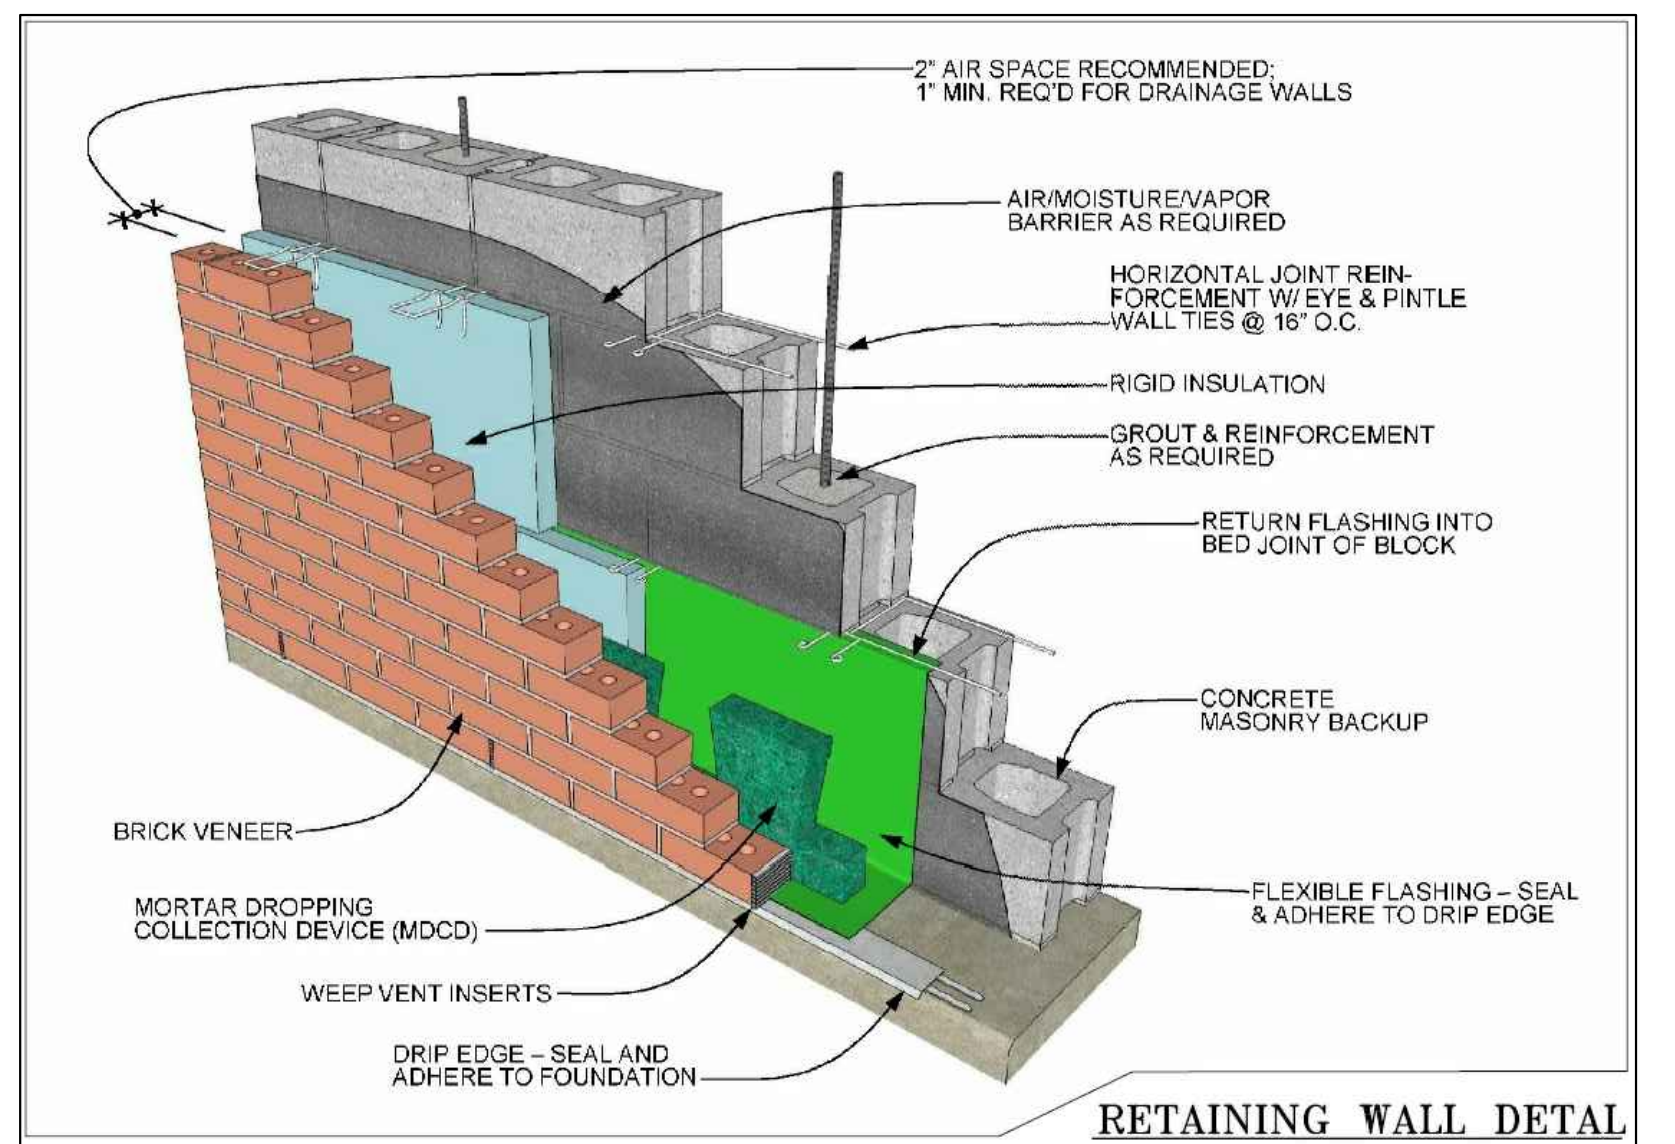 2" AIR SPACE RECOMMENDED;
1" MIN. REQ'D FOR DRAINAGE WALLS
AIR/MOISTURE/VAPOR
BARRIER AS REQUIRED
HORIZONTAL JOINT REIN-
FORCEMENT W/ EYE & PINTLE
WALL TIES @ 16" O.C.
RIGID INSULATION
GROUT & REINFORCEMENT
AS REQUIRED
RETURN FLASHING INTO
BED JOINT OF BLOCK
CONCRETE
MASONRY BACKUP
BRICK VENEER
FLEXIBLE FLASHING – SEAL
& ADHERE TO DRIP EDGE
MORTAR DROPPING
COLLECTION DEVICE (MDCD)
WEEP VENT INSERTS
DRIP EDGE – SEAL AND
ADHERE TO FOUNDATION
RETAINING WALL DETAL